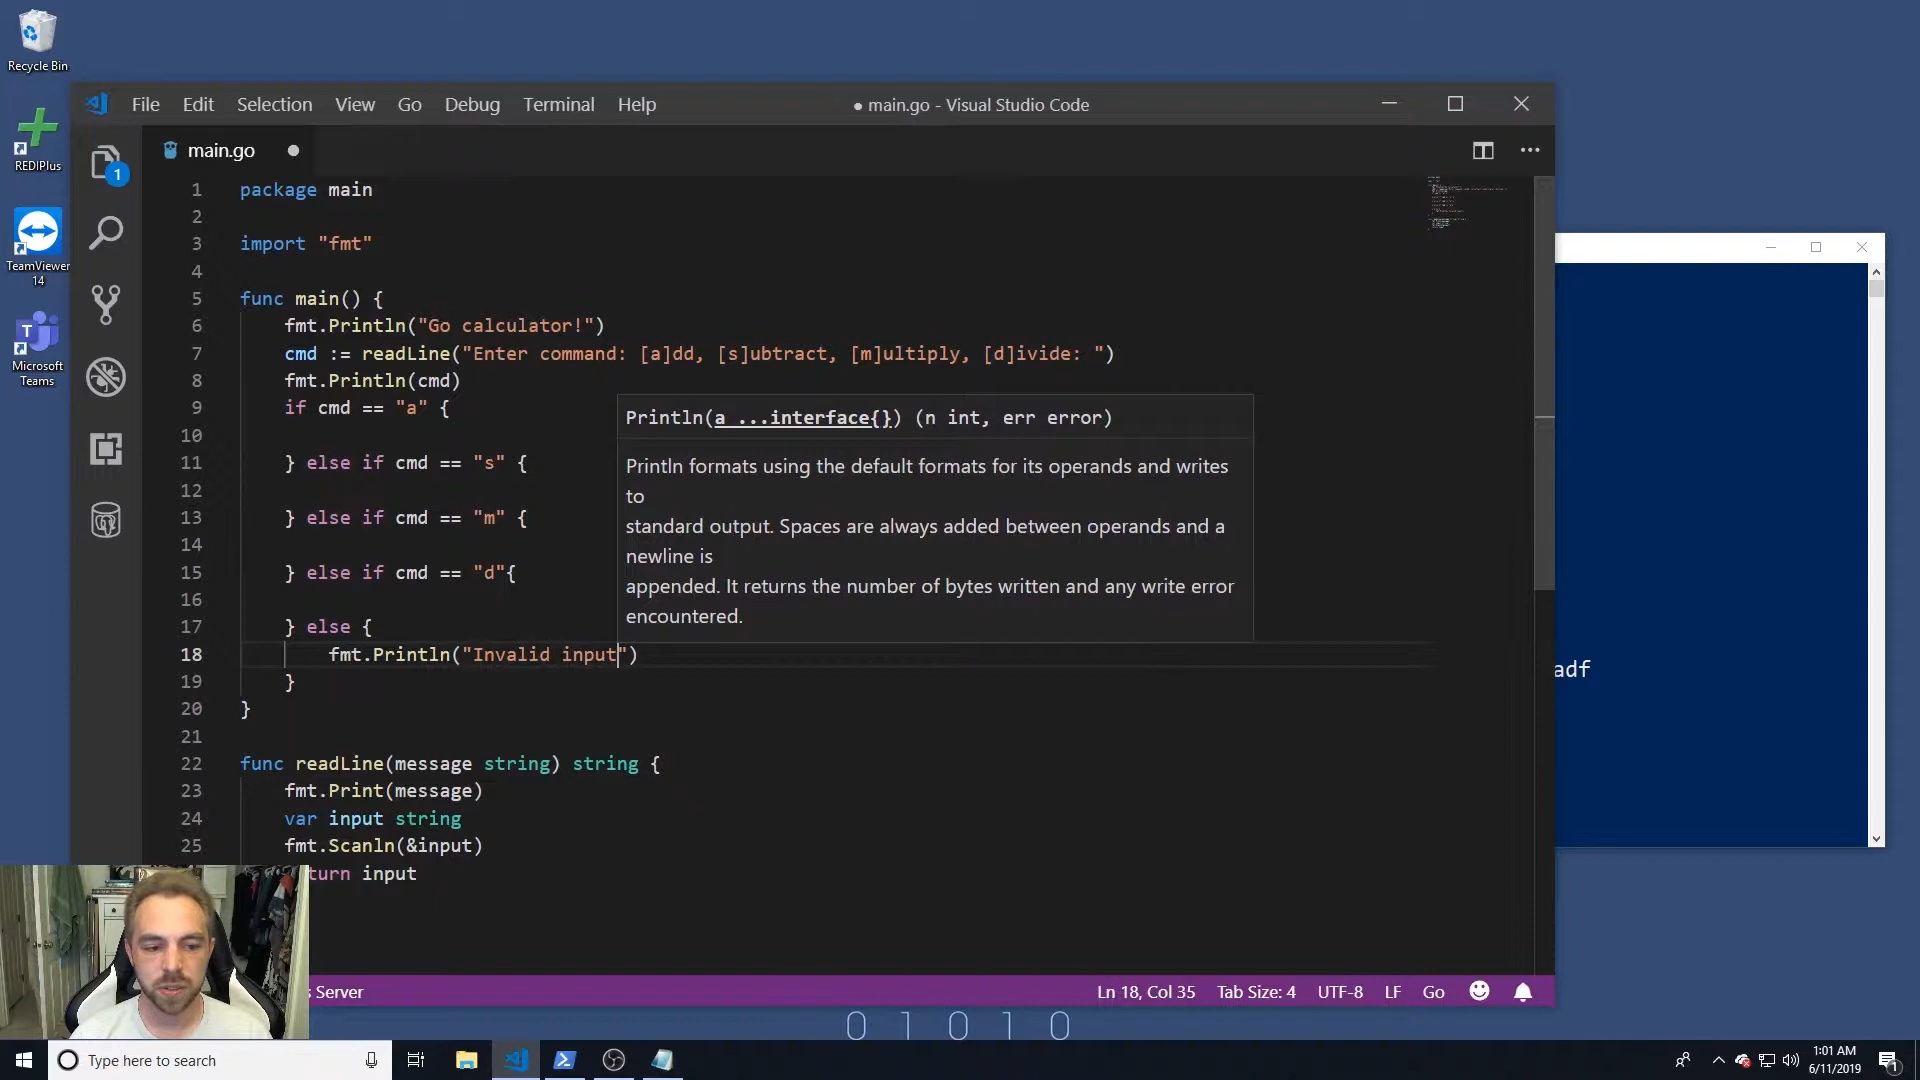 Recycle Bin
REDIPlus
TeamViewer
14
Microsoft
Teams
File Edit Selection View Go Debug Terminal Help
● main.go - Visual Studio Code
main.go ●
1
1 package main
2
3 import "fmt"
4
5 func main() {
6 fmt.Println("Go calculator!")
7 cmd := readLine("Enter command: [a]dd, [s]ubtract, [m]ultiply, [d]ivide: ")
8 fmt.Println(cmd)
9 if cmd == "a" {
10
11 } else if cmd == "s" {
12
13 } else if cmd == "m" {
14
15 } else if cmd == "d"{
16
17 } else {
18 fmt.Println("Invalid input")
19 }
20 }
21
22 func readLine(message string) string {
23 fmt.Print(message)
24 var input string
25 fmt.Scanln(&input)
turn input
Println(a ...interface{}) (n int, err error)
Println formats using the default formats for its operands and writes
to
standard output. Spaces are always added between operands and a
newline is
appended. It returns the number of bytes written and any write error
encountered.
adf
s Server
Ln 18, Col 35 Tab Size: 4 UTF-8 LF Go
0 1 0 1 0
Type here to search
1:01 AM
6/11/2019
1